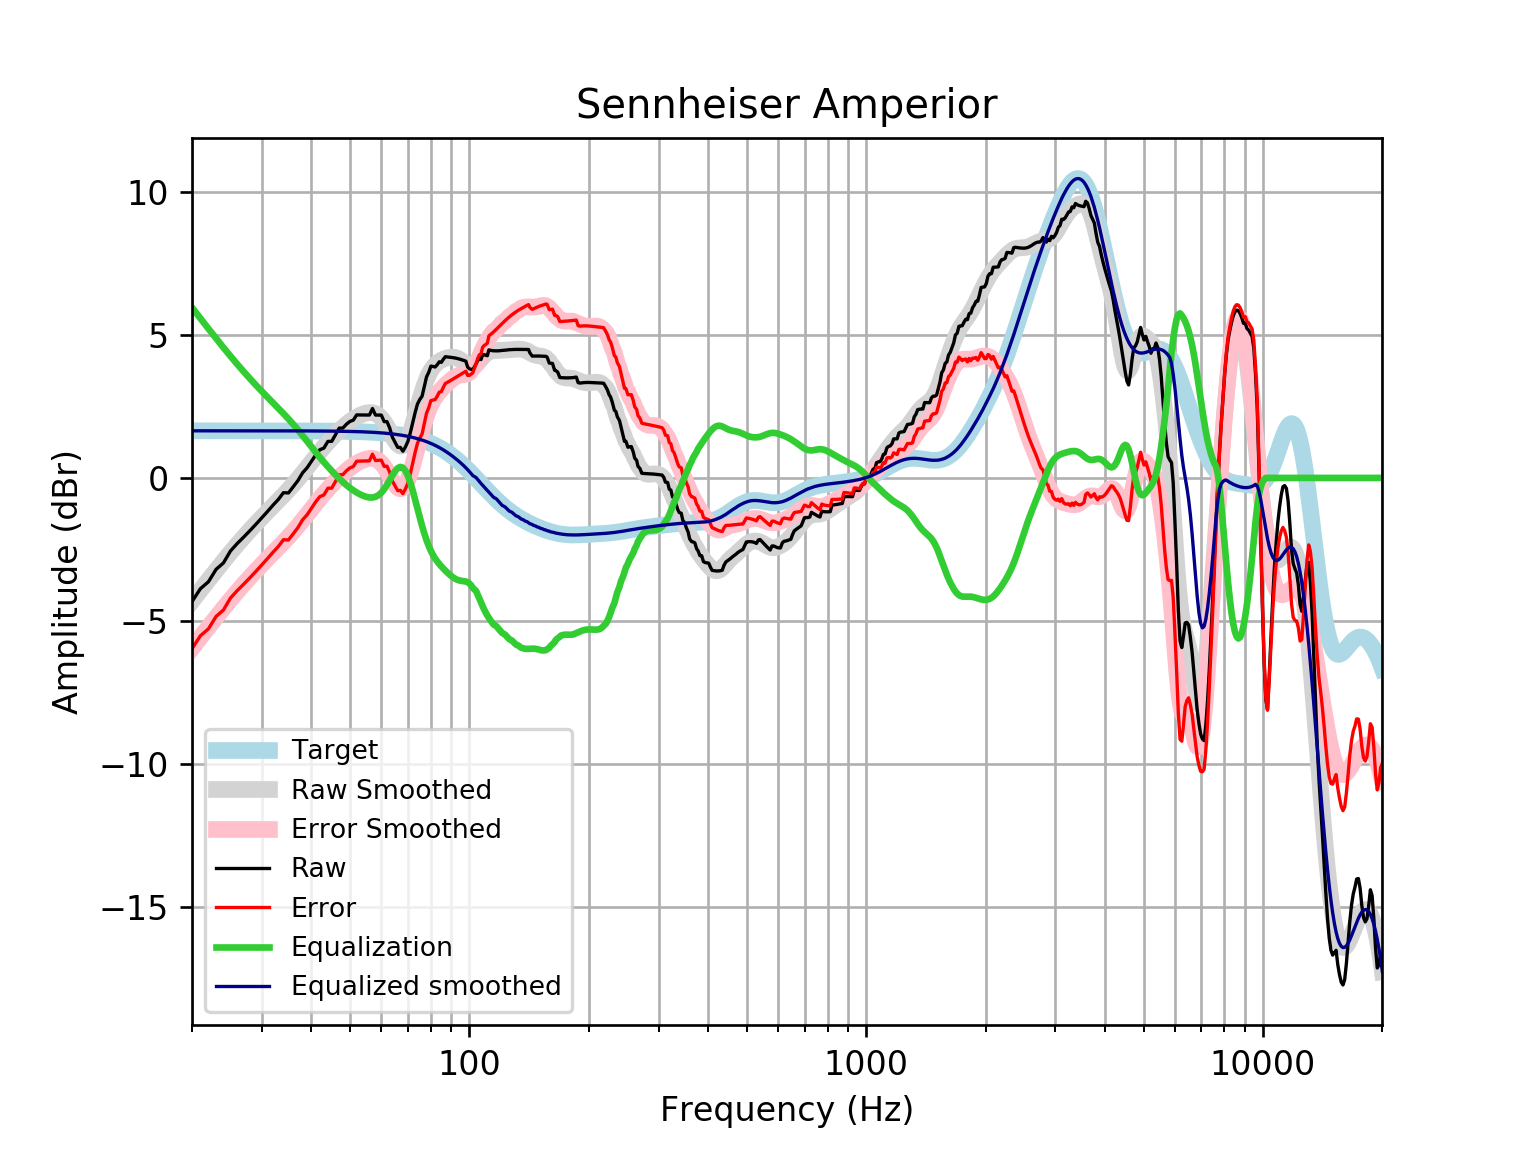 Sennheiser Amperior
Amplitude (dBr)
10
5
0
−5
−10
−15
Target
Raw Smoothed
Error Smoothed
Raw
Error
Equalization
Equalized smoothed
100
1000
10000
Frequency (Hz)